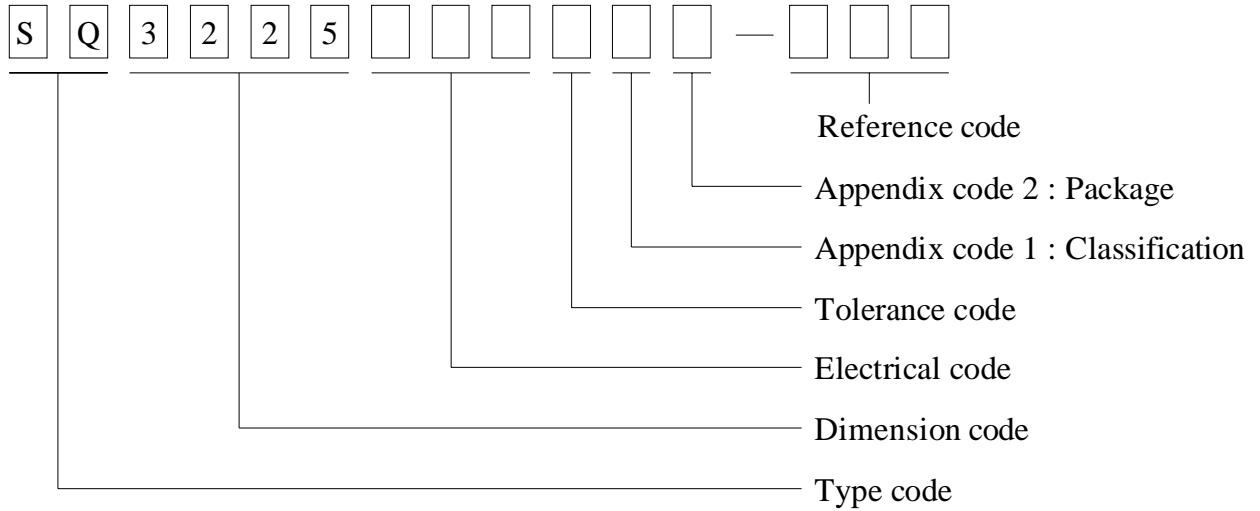 S Q 3 2 2 5 —
Reference code
Appendix code 2 : Package
Appendix code 1 : Classification
Tolerance code
Electrical code
Dimension code
Type code